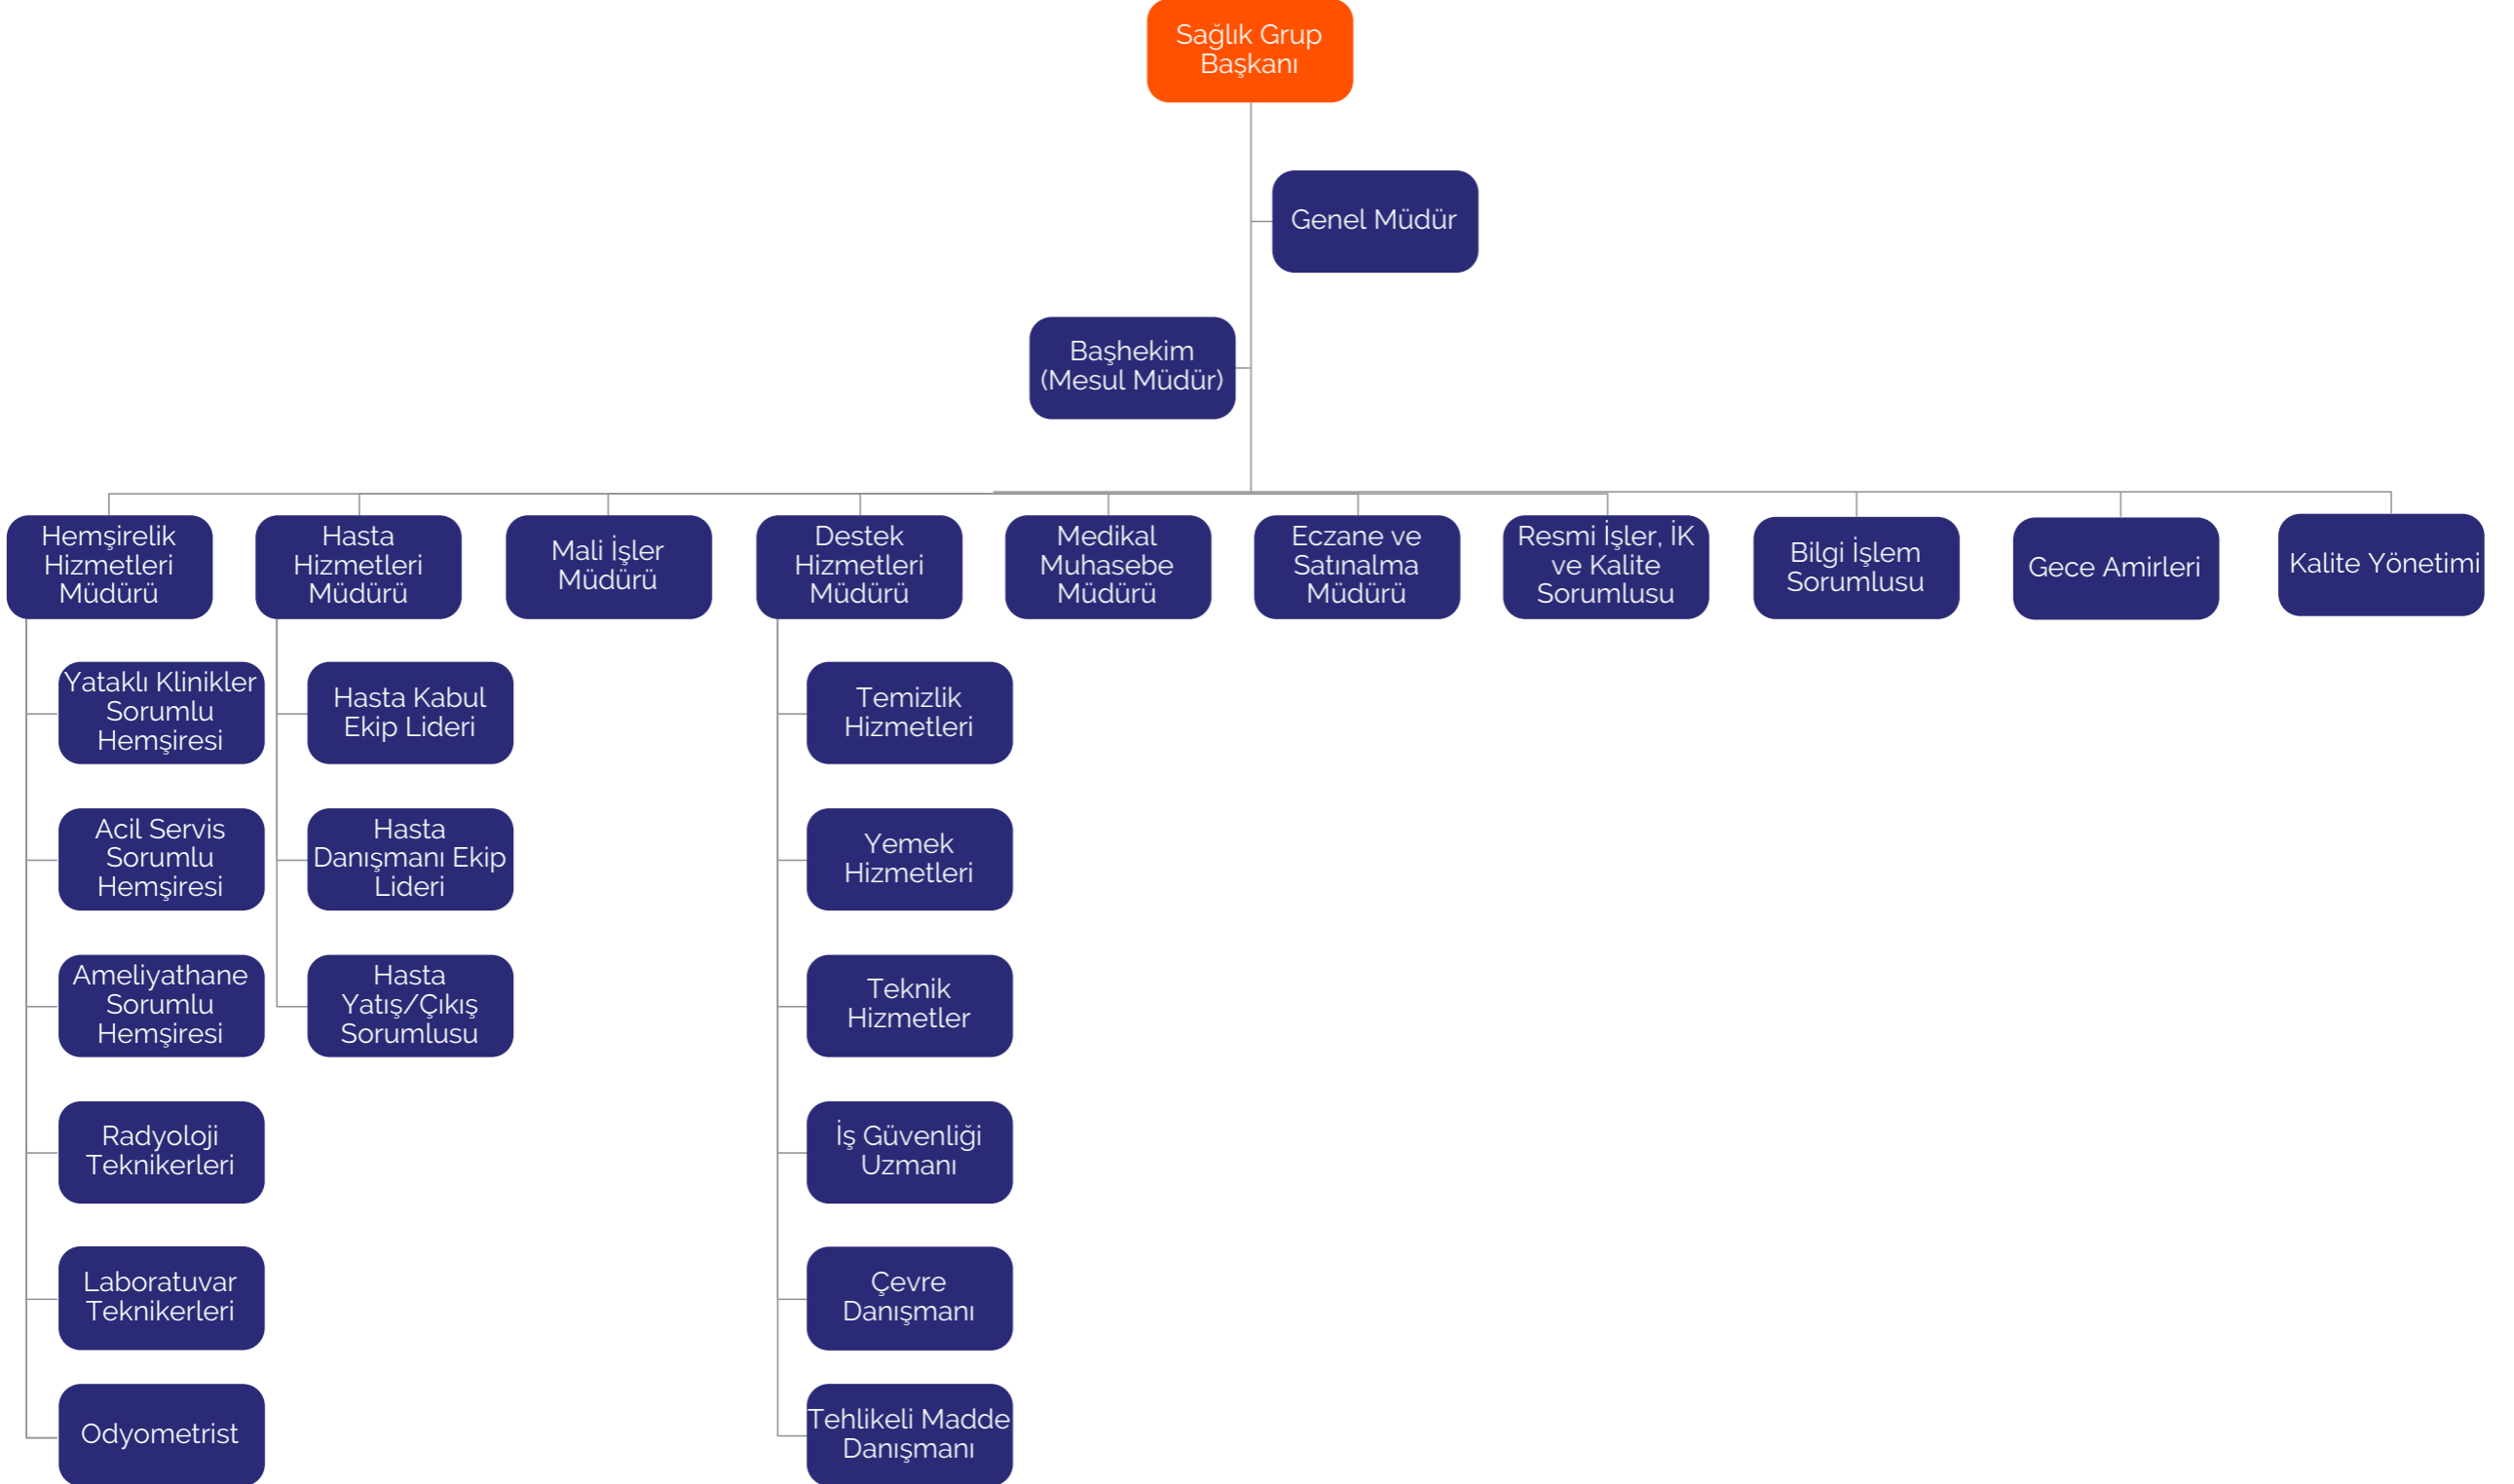 Sağlık Grup
Başkanı
Genel Müdür
Başhekim
(Mesul Müdür)
Hemşirelik
Hizmetleri
Müdürü
Hasta
Hizmetleri
Müdürü
Mali İşler
Müdürü
Destek
Hizmetleri
Müdürü
Medikal
Muhasebe
Müdürü
Eczane ve
Satınalma
Müdürü
Resmi İşler, İK
ve Kalite
Sorumlusu
Bilgi İşlem
Sorumlusu
Gece Amirleri
Kalite Yönetimi
Yataklı Klinikler
Sorumlu
Hemşiresi
Acil Servis
Sorumlu
Hemşiresi
Ameliyathane
Sorumlu
Hemşiresi
Radyoloji
Teknikerleri
Laboratuvar
Teknikerleri
Odyometrist
Hasta Kabul
Ekip Lideri
Hasta
Danışmanı Ekip
Lideri
Hasta
Yatış/Çıkış
Sorumlusu
Temizlik
Hizmetleri
Yemek
Hizmetleri
Teknik
Hizmetler
İş Güvenliği
Uzmanı
Çevre
Danışmanı
Tehlikeli Madde
Danışmanı